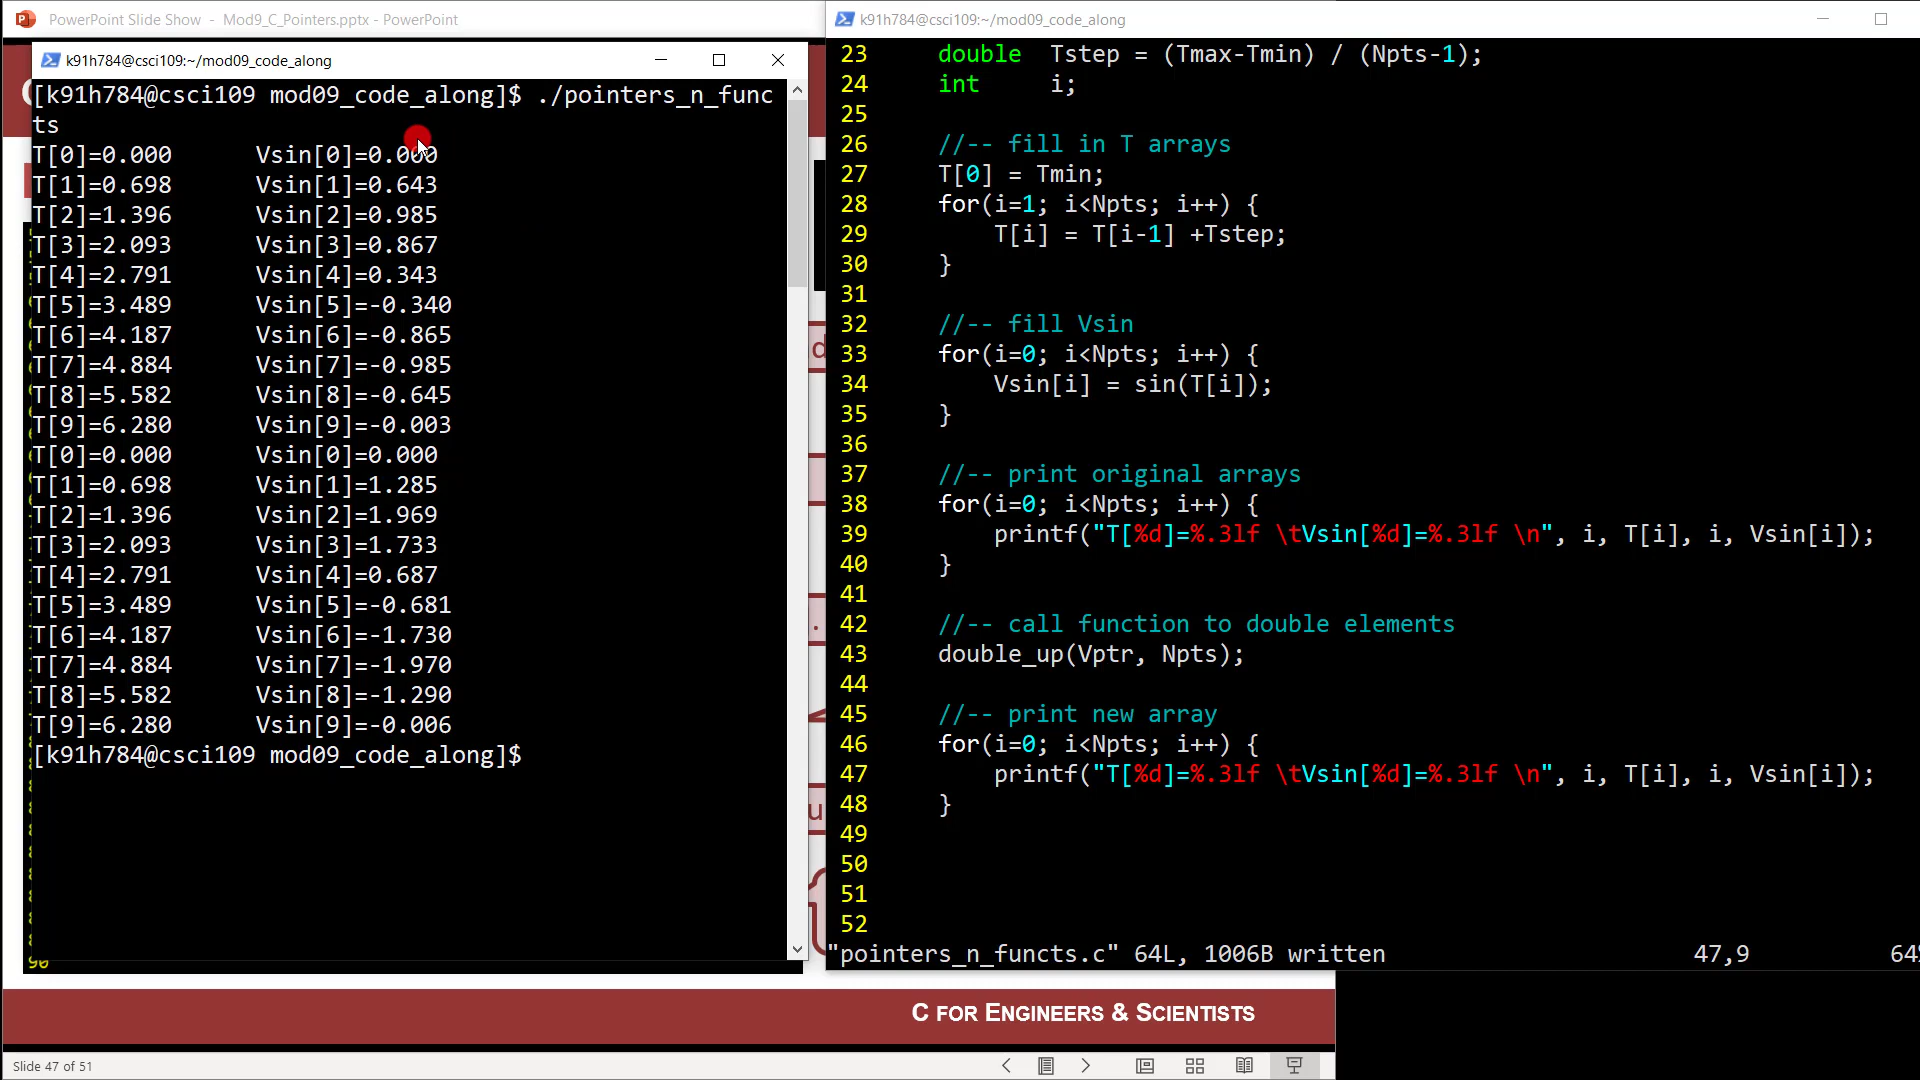 PowerPoint Slide Show - Mod9_C_Pointers.pptx - PowerPoint
k91h784@csci109:~/mod09_code_along
[k91h784@csci109 mod09_code_along]$ ./pointers_n_func
ts
T[0]=0.000 Vsin[0]=0.000
T[1]=0.698 Vsin[1]=0.643
T[2]=1.396 Vsin[2]=0.985
T[3]=2.093 Vsin[3]=0.867
T[4]=2.791 Vsin[4]=0.343
T[5]=3.489 Vsin[5]=-0.340
T[6]=4.187 Vsin[6]=-0.865
T[7]=4.884 Vsin[7]=-0.985
T[8]=5.582 Vsin[8]=-0.645
T[9]=6.280 Vsin[9]=-0.003
T[0]=0.000 Vsin[0]=0.000
T[1]=0.698 Vsin[1]=1.285
T[2]=1.396 Vsin[2]=1.969
T[3]=2.093 Vsin[3]=1.733
T[4]=2.791 Vsin[4]=0.687
T[5]=3.489 Vsin[5]=-0.681
T[6]=4.187 Vsin[6]=-1.730
T[7]=4.884 Vsin[7]=-1.970
T[8]=5.582 Vsin[8]=-1.290
T[9]=6.280 Vsin[9]=-0.006
[k91h784@csci109 mod09_code_along]$
90
k91h784@csci109:~/mod09_code_along
23 double Tstep = (Tmax-Tmin) / (Npts-1);
24 int i;
25
26 //-- fill in T arrays
27 T[0] = Tmin;
28 for(i=1; i<Npts; i++) {
29 T[i] = T[i-1] +Tstep;
30 }
31
32 //-- fill Vsin
33 for(i=0; i<Npts; i++) {
34 Vsin[i] = sin(T[i]);
35 }
36
37 //-- print original arrays
38 for(i=0; i<Npts; i++) {
39 printf("T[%d]=%.3lf \tVsin[%d]=%.3lf \n", i, T[i], i, Vsin[i]);
40 }
41
42 //-- call function to double elements
43 double_up(Vptr, Npts);
44
45 //-- print new array
46 for(i=0; i<Npts; i++) {
47 printf("T[%d]=%.3lf \tVsin[%d]=%.3lf \n", i, T[i], i, Vsin[i]);
48 }
49
50
51
52
"pointers_n_functs.c" 64L, 1006B written 47,9 64%
C FOR ENGINEERS & SCIENTISTS
Slide 47 of 51